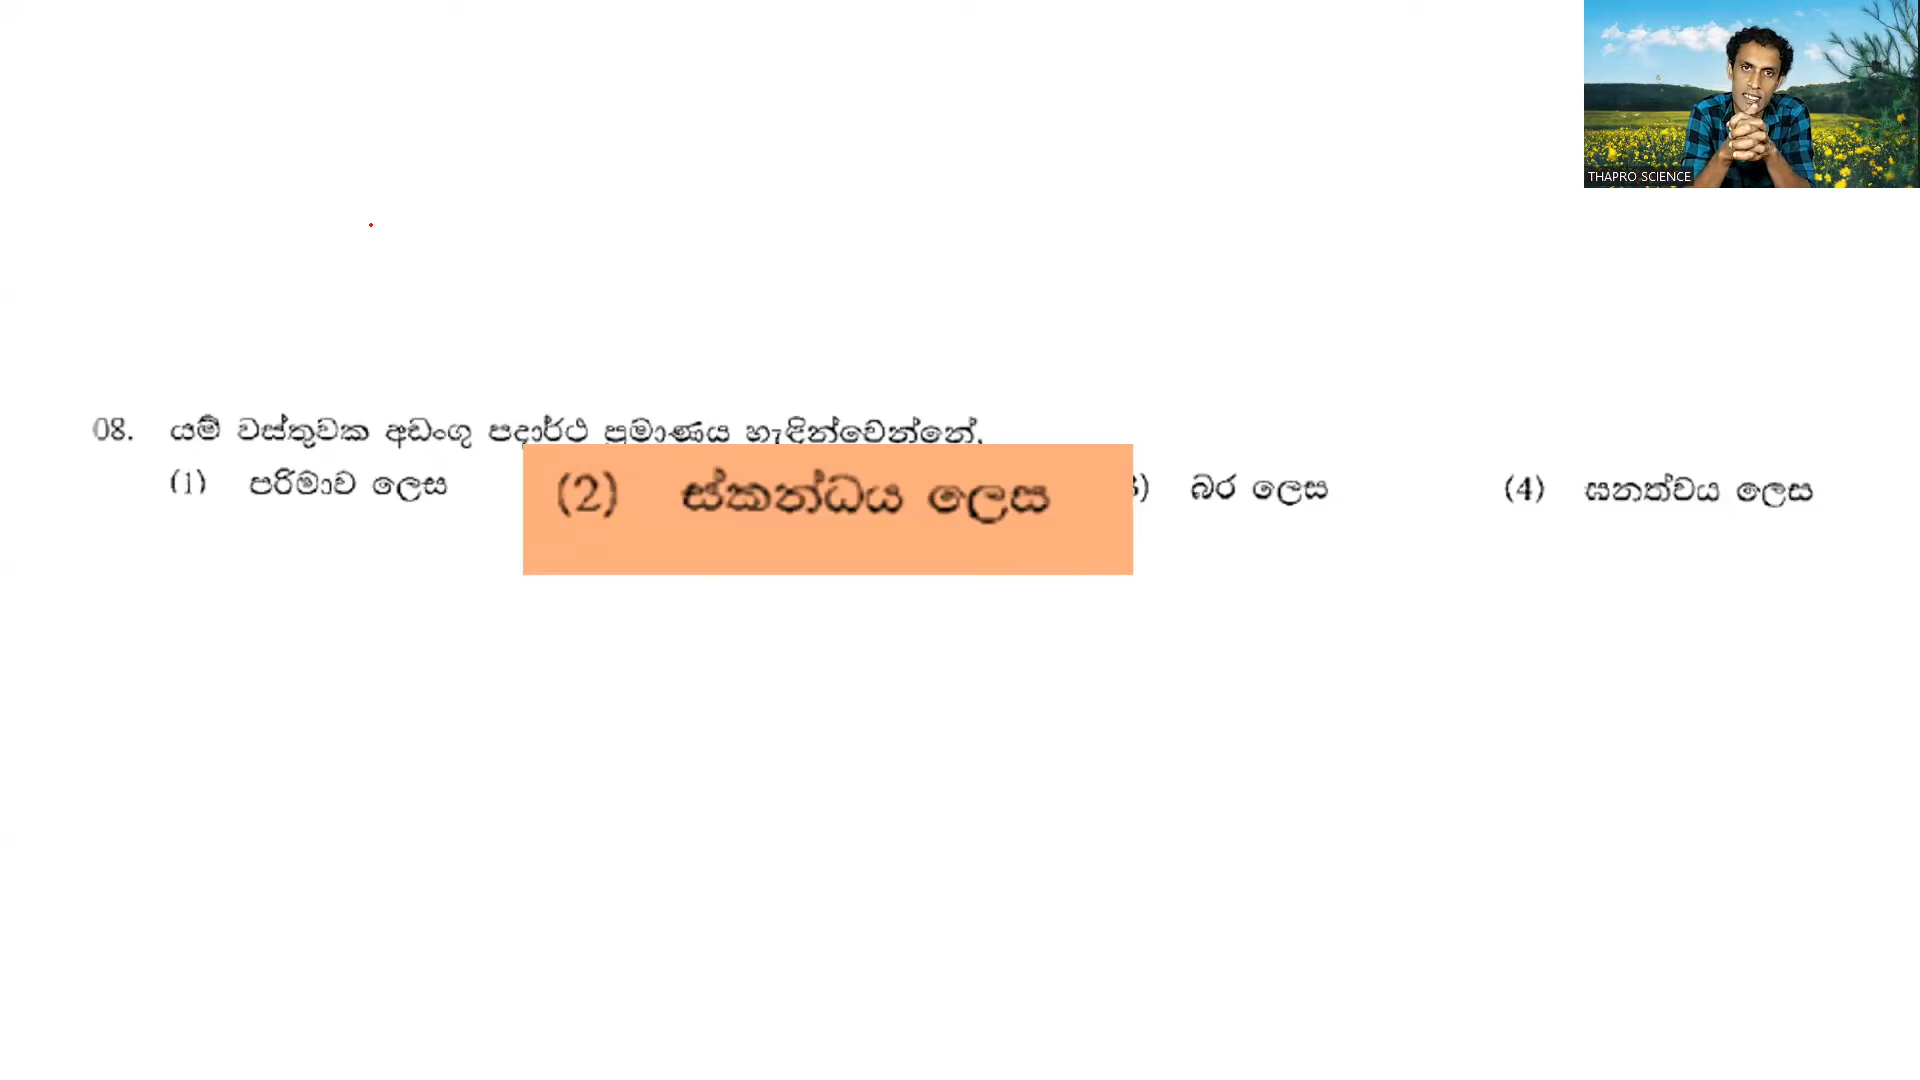 THAPRO SCIENCE
08. යම් වස්තුවක අඩංගු පදාර්ථ ප්‍රමාණය හැඳින්වෙන්නේ,
(1) පරිමාව ලෙස (2) ස්කන්ධය ලෙස 3) බර ලෙස (4) ඝනත්වය ලෙස